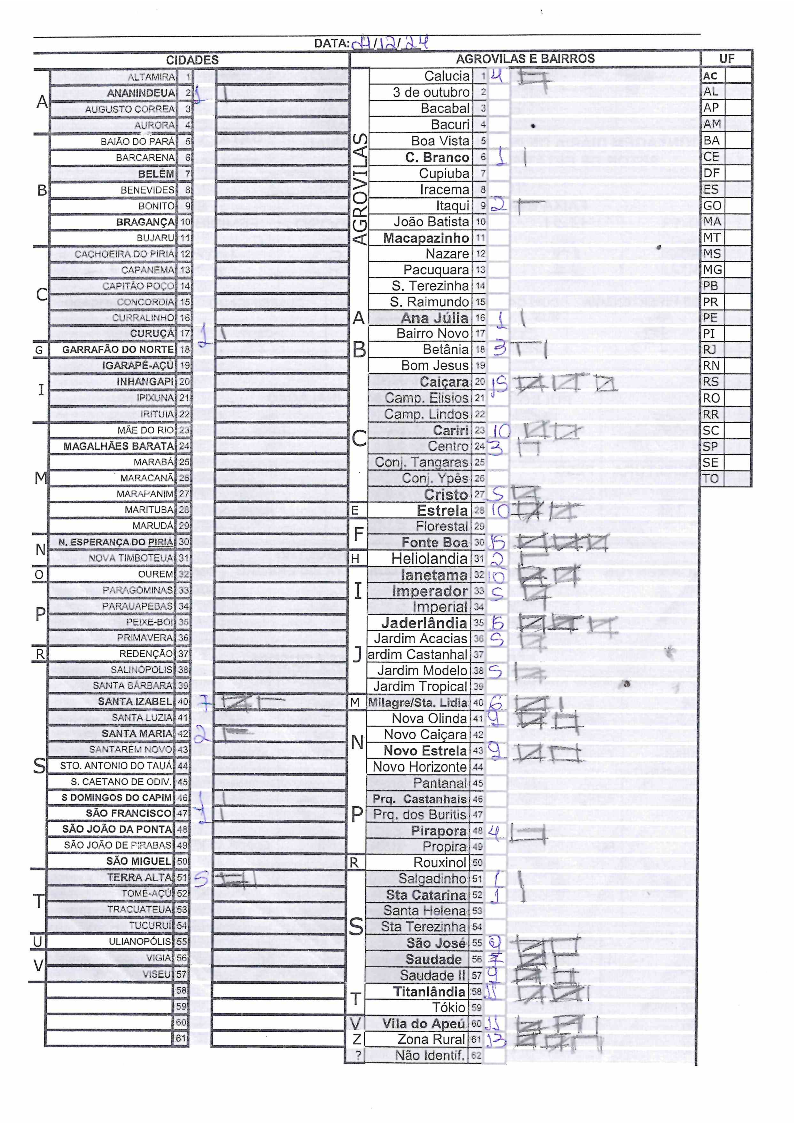 DATA: 07/12/24
CIDADES
A
ALTAMIRA 1
ANANINDEUA 2 1
AUGUSTO CORREA 3
AURORA 4
B
BAIÃO DO PARÁ 5
BARCARENA 6
BELÉM 7
BENEVIDES 8
BONITO 9
BRAGANÇA 10
BUJARU 11
C
CACHOEIRA DO PIRIA 12
CAPANEMA 13
CAPITÃO POÇO 14
CONCORDIA 15
CURRALINHO 16
CURUÇÁ 17 1
G
GARRAFÃO DO NORTE 18
I
IGARAPÉ-AÇÚ 19
INHANGAPI 20
IPIXUNA 21
IRITUIA 22
M
MÃE DO RIO 23
MAGALHÃES BARATA 24
MARABÁ 25
MARACANÃ 26
MARAPANIM 27
MARITUBA 28
MARUDÁ 29
N
N. ESPERANÇA DO PIRIA 30
NOVA TIMBOTEUA 31
O
OUREM 32
P
PARAGOMINAS 33
PARAUAPEBAS 34
PEIXE-BOI 35
PRIMAVERA 36
R
REDENÇÃO 37
S
SALINÓPOLIS 38
SANTA BÁRBARA 39
SANTA IZABEL 40 7
SANTA LUZIA 41
SANTA MARIA 42 2
SANTARÉM NOVO 43
STO. ANTONIO DO TAUÁ 44
S. CAETANO DE ODIV. 45
S DOMINGOS DO CAPIM 46
SÃO FRANCISCO 47 1
SÃO JOÃO DA PONTA 48
SÃO JOÃO DE PIRABAS 49
SÃO MIGUEL 50
T
TERRA ALTA 51 5
TOMÉ-AÇÚ 52
TRACUATEUA 53
TUCURUI 54
U
ULIANOPÓLIS 55
V
VIGIA 56
VISEU 57
58
59
60
61
AGROVILAS E BAIRROS
AGROVILAS
Calucia 1 4
3 de outubro 2
Bacabal 3
Bacuri 4
Boa Vista 5
C. Branco 6 1
Cupiuba 7
Iracema 8
Itaqui 9 2
João Batista 10
Macapazinho 11
Nazare 12
Pacuquara 13
S. Terezinha 14
S. Raimundo 15
A
Ana Júlia 16 1
B
Bairro Novo 17
Betânia 18 3
Bom Jesus 19
C
Caiçara 20 15
Camp. Elísios 21
Camp. Lindos 22
Cariri 23 10
Centro 24 3
Conj. Tangaras 25
Conj. Ypês 26
Cristo 27 5
E
Estrela 28 10
F
Florestal 29
Fonte Boa 30 15
H
Heliolandia 31 2
I
Ianetama 32 10
Imperador 33 5
Imperial 34
J
Jaderlândia 35 15
Jardim Acacias 36 5
ardim Castanhal 37
Jardim Modelo 38 5
Jardim Tropical 39
M
Milagre/Sta. Lidia 40 6
N
Nova Olinda 41 9
Novo Caiçara 42
Novo Estrela 43 9
Novo Horizonte 44
P
Pantanal 45
Prq. Castanhais 46
Prq. dos Buritis 47
Pirapora 48 4
Propira 49
R
Rouxinol 50
S
Salgadinho 51 1
Sta Catarina 52 1
Santa Helena 53
Sta Terezinha 54
São José 55 9
Saudade 56 7
Saudade II 57 9
T
Titanlândia 58 11
Tókio 59
V
Vila do Apeú 60 11
Z
Zona Rural 61 13
?
Não Identif. 62
UF
AC
AL
AP
AM
BA
CE
DF
ES
GO
MA
MT
MS
MG
PB
PR
PE
PI
RJ
RN
RS
RO
RR
SC
SP
SE
TO